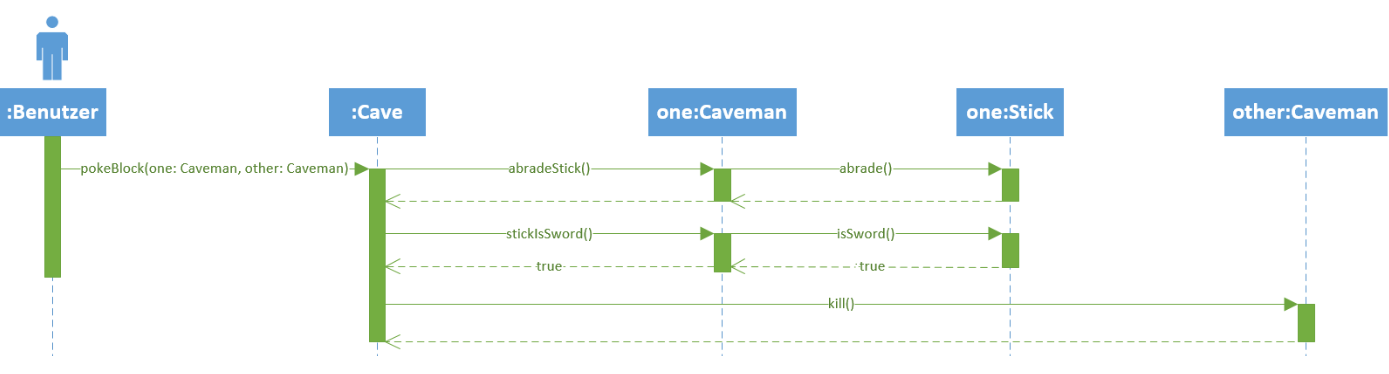 :Benutzer
:Cave
one:Caveman
one:Stick
other:Caveman
pokeBlock(one: Caveman, other: Caveman)
abradeStick()
abrade()
stickIsSword()
isSword()
true
true
kill()